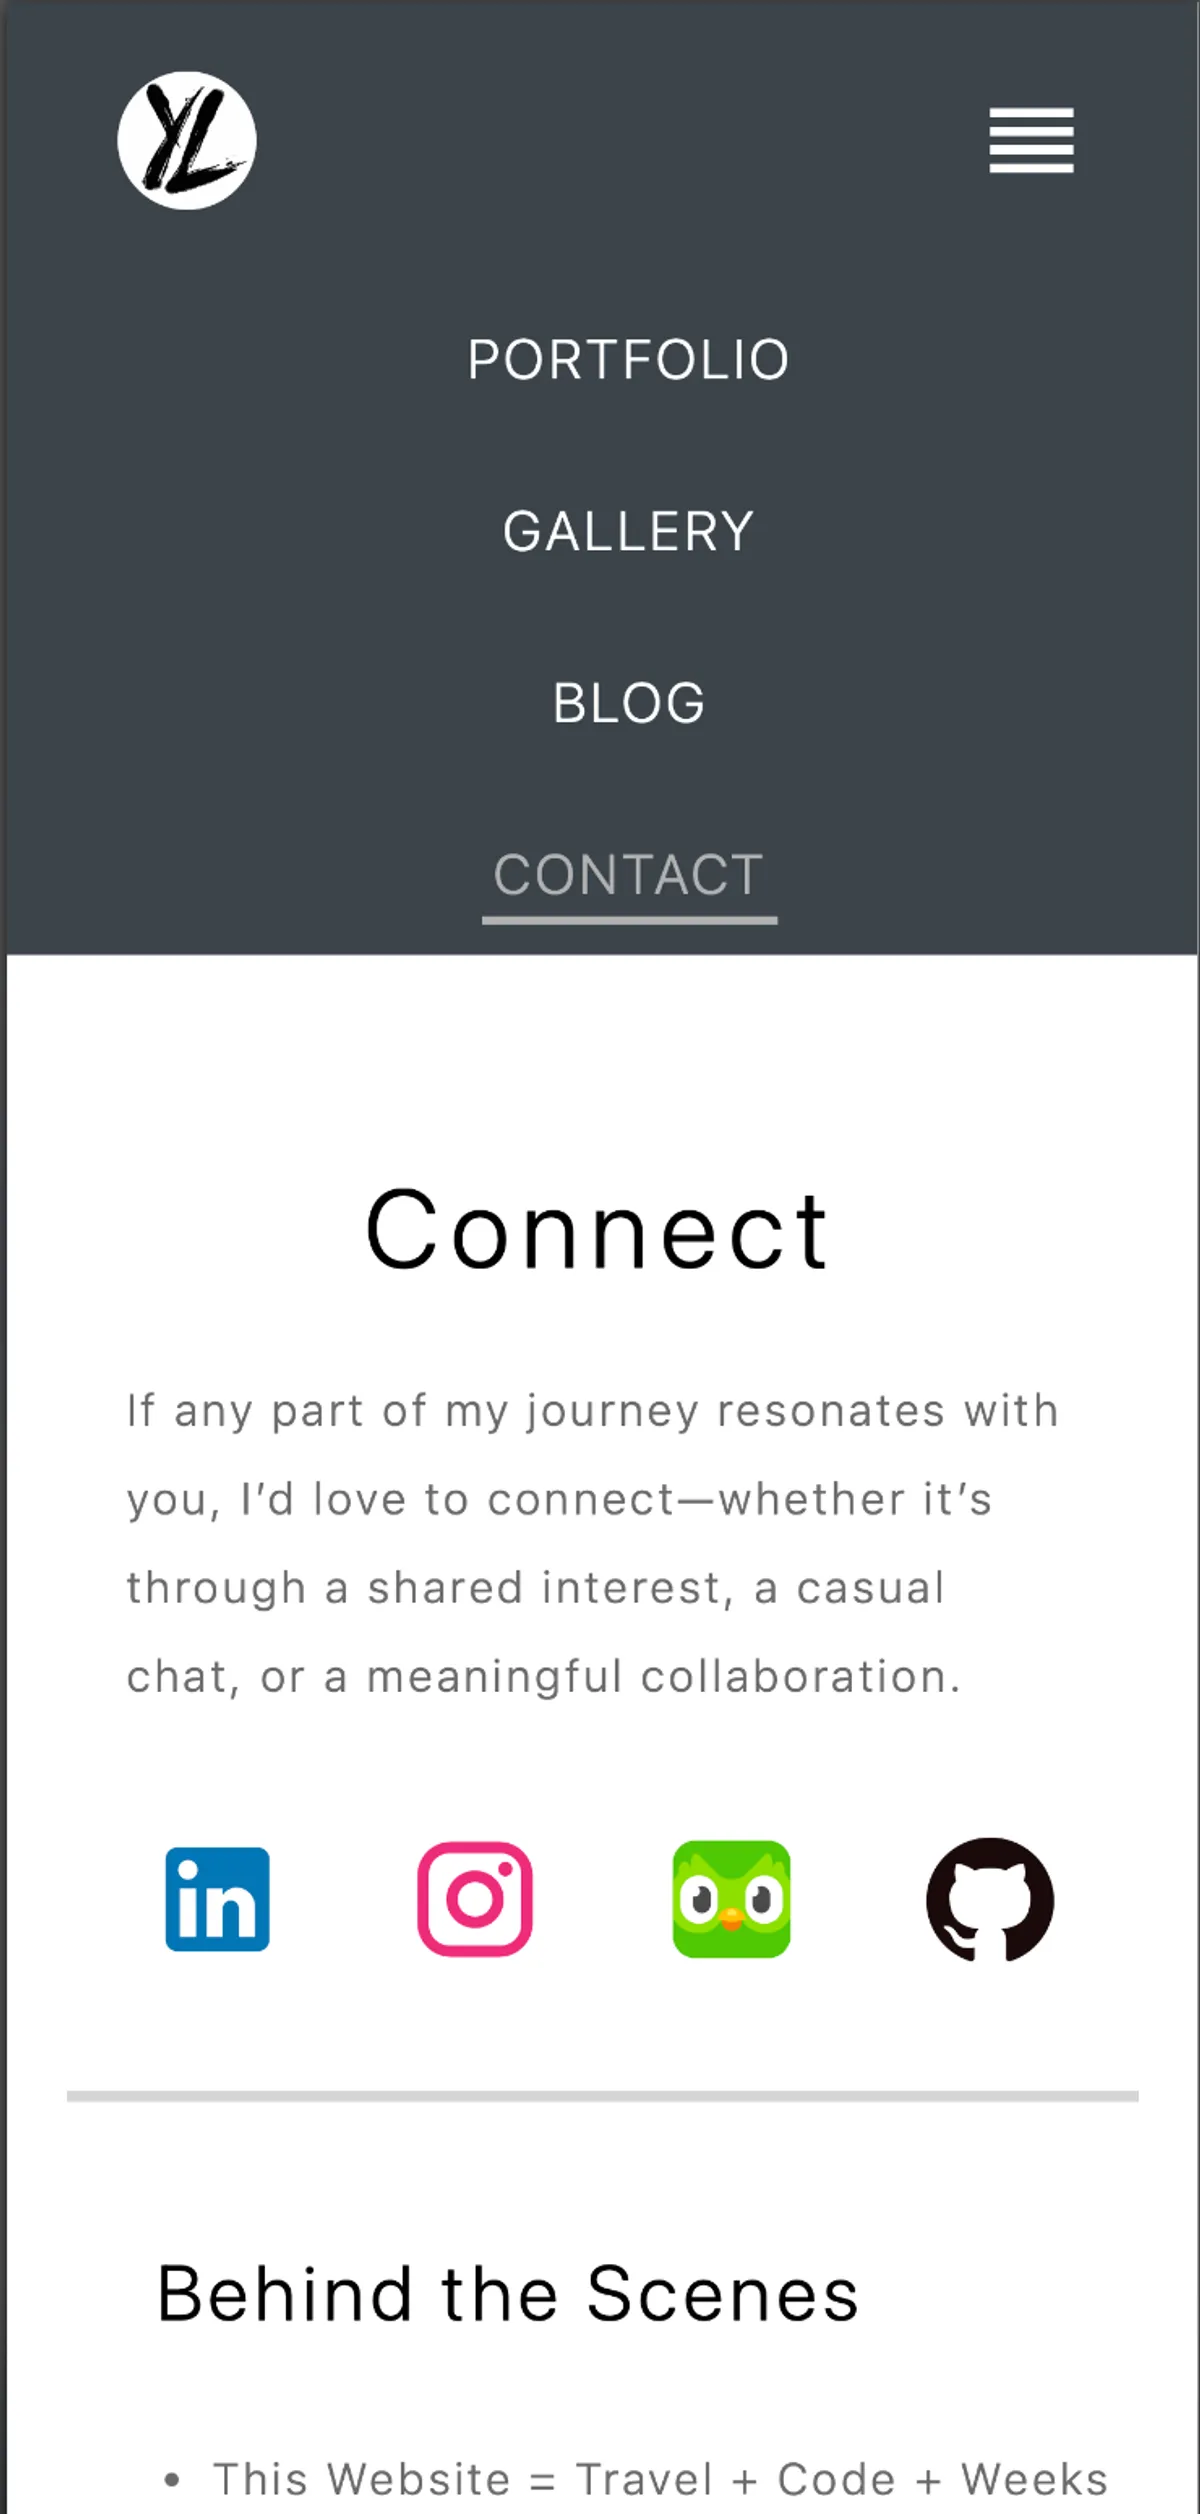 YL
PORTFOLIO
GALLERY
BLOG
CONTACT
Connect
If any part of my journey resonates with
you, I’d love to connect—whether it’s
through a shared interest, a casual
chat, or a meaningful collaboration.
in
Behind the Scenes
• This Website = Travel + Code + Weeks